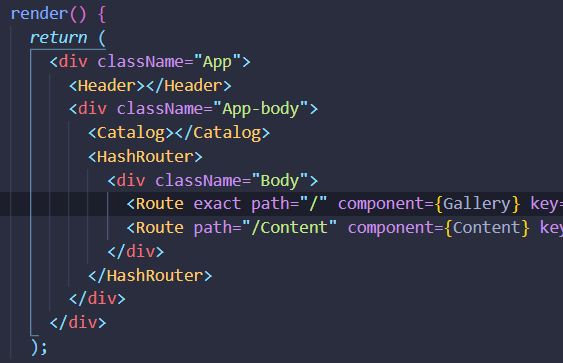 render() {
return (
<div className="App">
<Header></Header>
<div className="App-body">
<Catalog></Catalog>
<HashRouter>
<div className="Body">
<Route exact path="/" component={Gallery} key=
<Route path="/Content" component={Content} key
</div>
</HashRouter>
</div>
</div>
);